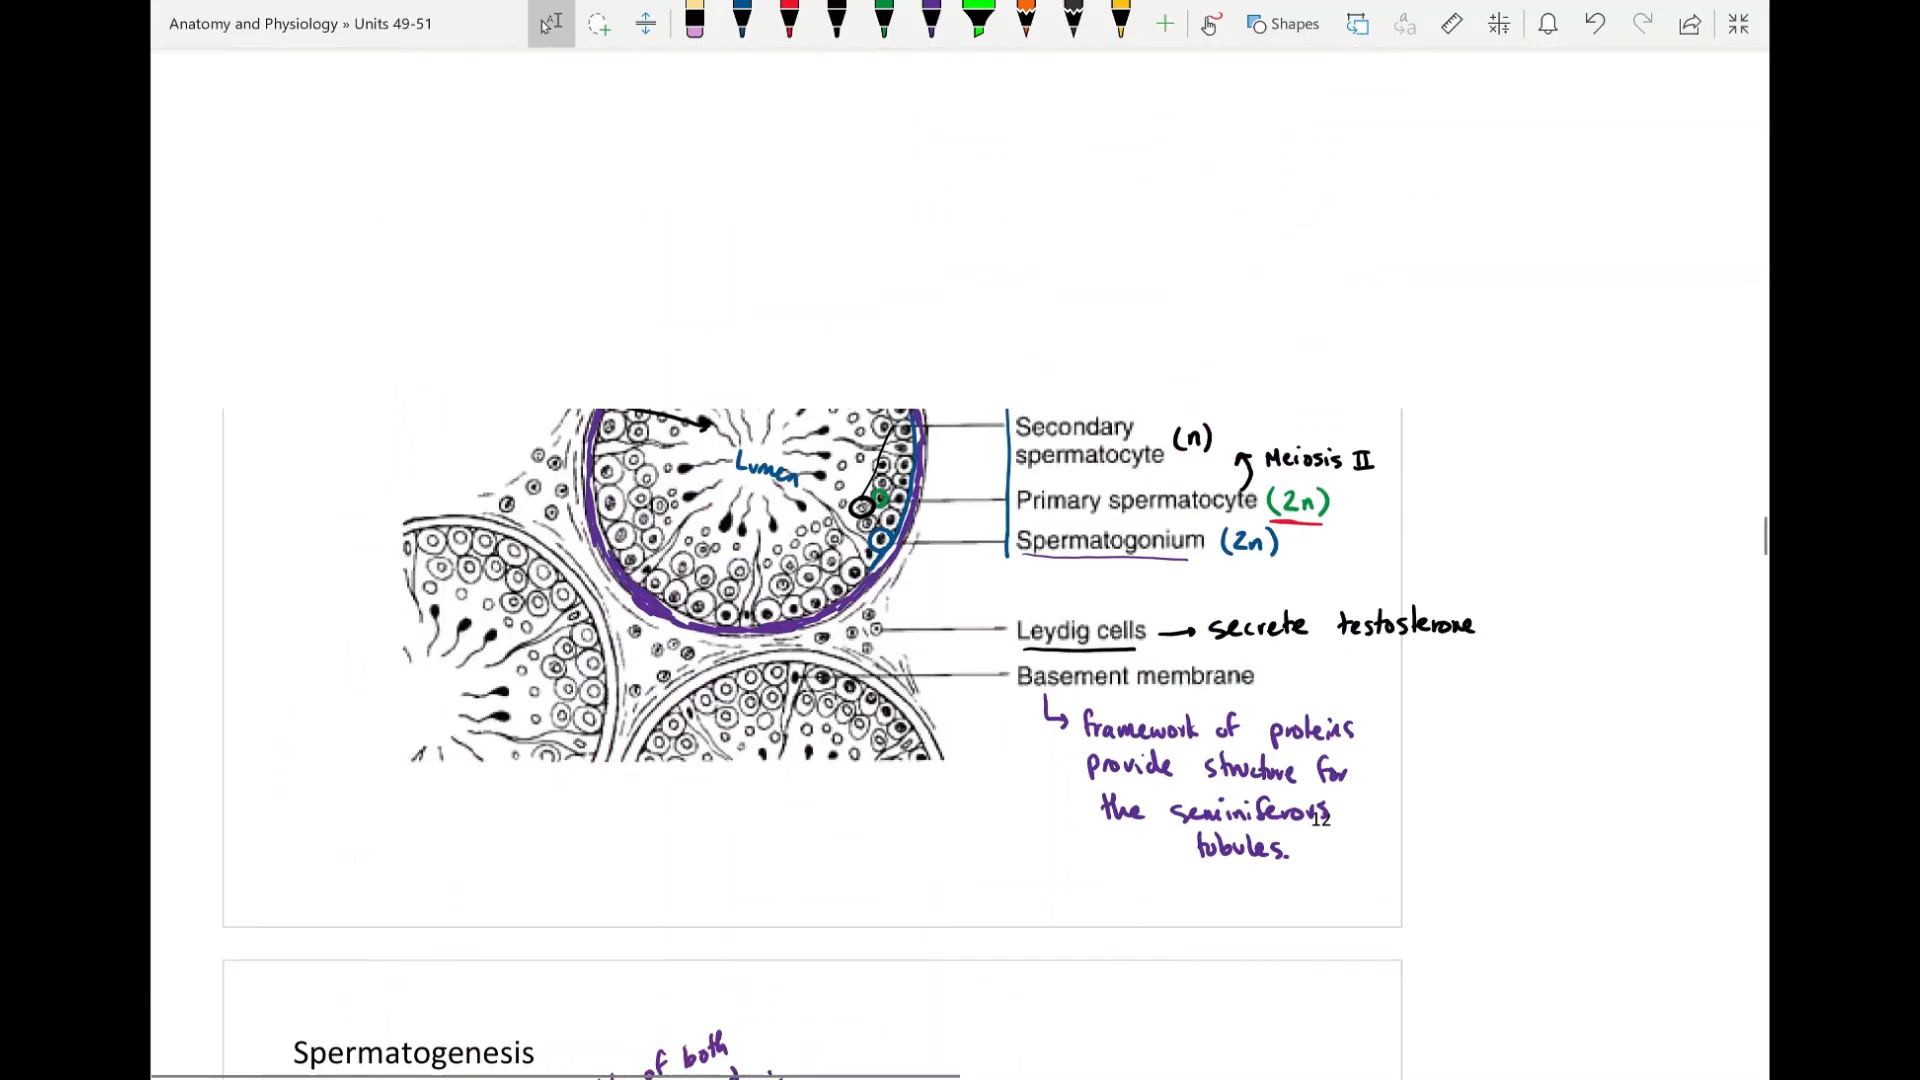 Anatomy and Physiology » Units 49-51
Shapes
Secondary
spermatocyte (n)
Meiosis II
Primary spermatocyte (2n)
Spermatogonium (2n)
Lumen
Leydig cells → secrete testosterone
Basement membrane
↳ framework of proteins
provide structure for
the seminiferous
12
tubules.
Spermatogenesis
of both